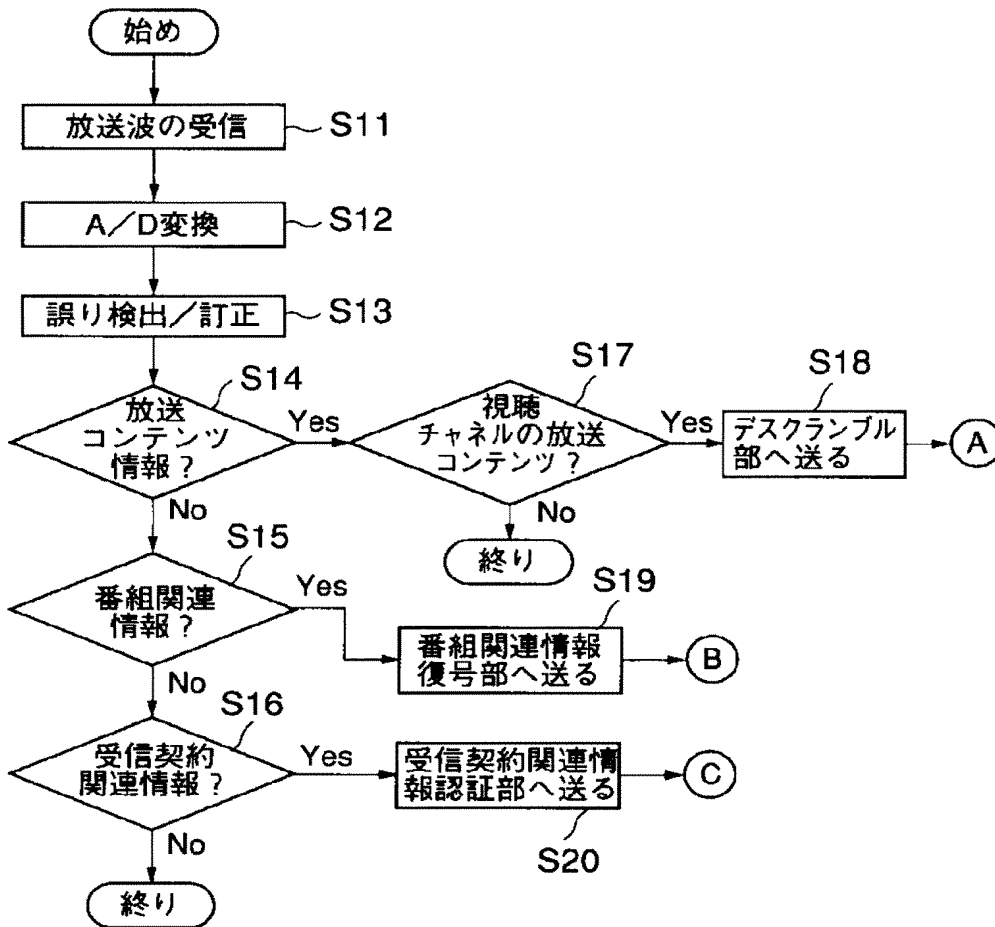 始め
放送波の受信
S11
A／D変換
S12
誤り検出／訂正
S13
S14
放送
コンテンツ
情報？
Yes
No
S17
視聴
チャネルの放送
コンテンツ？
Yes
No
終り
S18
デスクランブル
部へ送る
A
S15
番組関連
情報？
Yes
No
S19
番組関連情報
復号部へ送る
B
S16
受信契約
関連情報？
Yes
No
受信契約関連情
報認証部へ送る
S20
C
終り